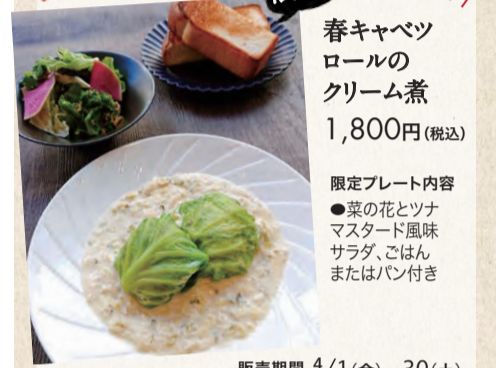 春キャベツ
ロールの
クリーム煮
1,800円(税込)
限定プレート内容
●菜の花とツナ
マスタード風味
サラダ、ごはん
またはパン付き
販売期間 4/1(金) 30(土)